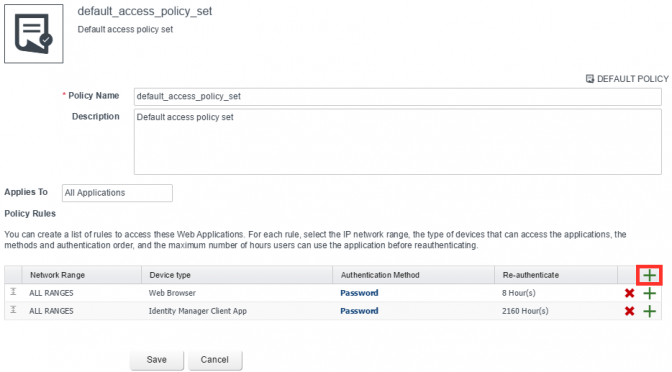 default_access_policy_set
Default access policy set
DEFAULT POLICY
* Policy Name default_access_policy_set
Description Default access policy set
Applies To All Applications
Policy Rules
You can create a list of rules to access these Web Applications. For each rule, select the IP network range, the type of devices that can access the applications, the
methods and authentication order, and the maximum number of hours users can use the application before reauthenticating.
Network Range Device type Authentication Method Re-authenticate
ALL RANGES Web Browser Password 8 Hour(s)
ALL RANGES Identity Manager Client App Password 2160 Hour(s)
Save Cancel